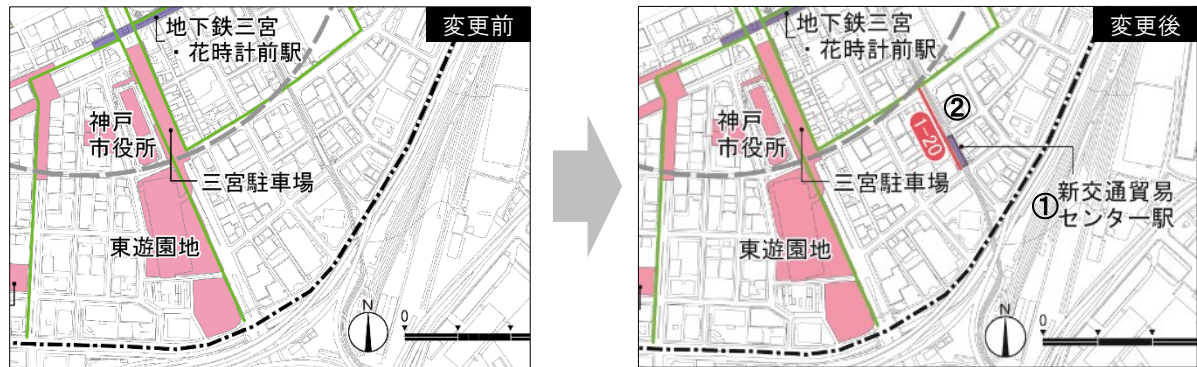 変更前
地下鉄三宮
・花時計前駅
神戸
市役所
三宮駐車場
東遊園地
N
0
変更後
地下鉄三宮
・花時計前駅
②
1-20
神戸
市役所
三宮駐車場
①新交通貿易
センター駅
東遊園地
N
0